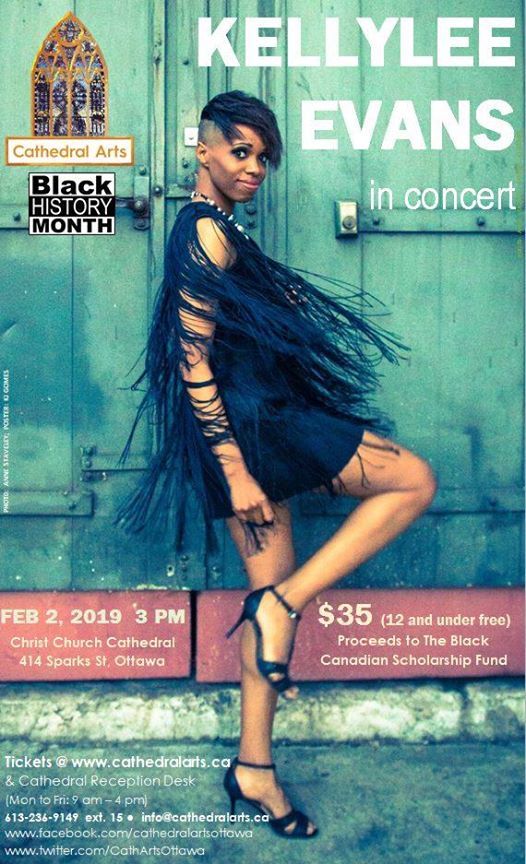 KELLYLEE
EVANS
in concert
Cathedral Arts
Black
HISTORY
MONTH
PHOTO: ANNE STAVELEY; POSTER: KJ GOMES
FEB 2, 2019 3 PM
Christ Church Cathedral
414 Sparks St, Ottawa
$35 (12 and under free)
Proceeds to The Black
Canadian Scholarship Fund
Tickets @ www.cathedralarts.ca
& Cathedral Reception Desk
(Mon to Fri: 9 am – 4 pm)
613-236-9149 ext. 15 ● info@cathedralarts.ca
www.facebook.com/cathedralartsottawa
www.twitter.com/CathArtsOttawa